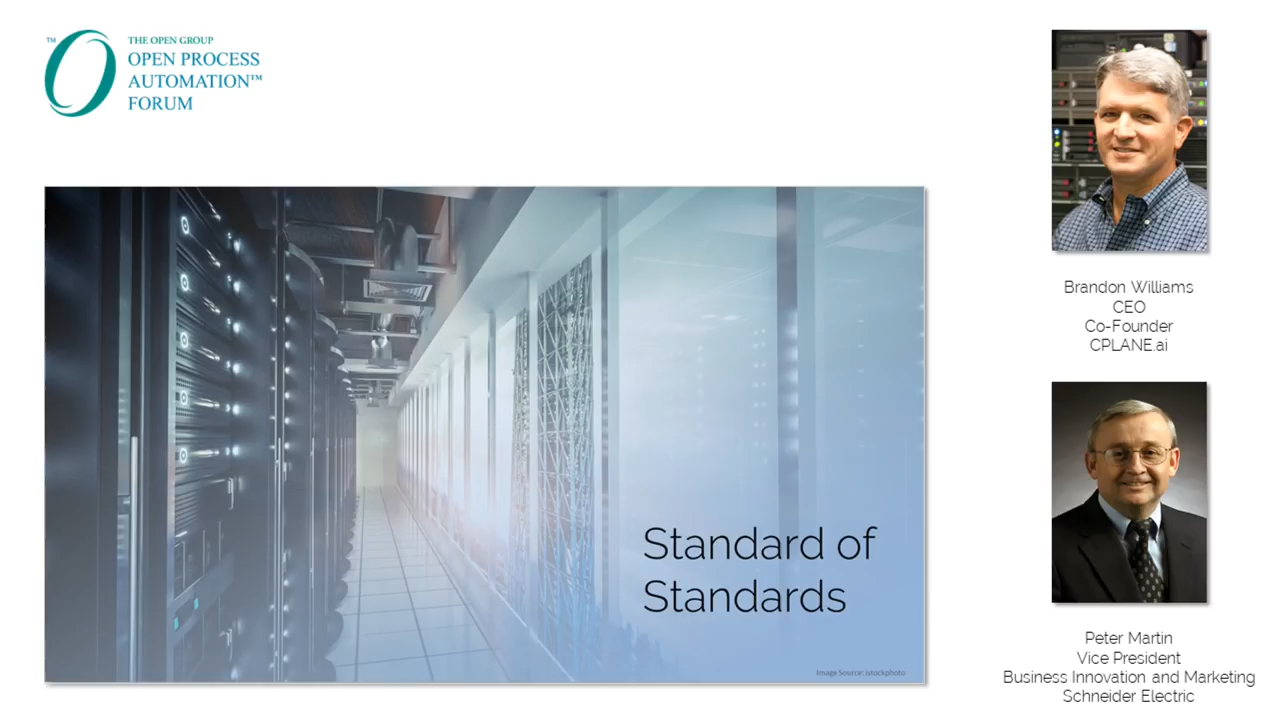 TM
THE OPEN GROUP
OPEN PROCESS
AUTOMATION™
FORUM
Standard of
Standards
Image Source: istockphoto
Brandon Williams
CEO
Co-Founder
CPLANE.ai
Peter Martin
Vice President
Business Innovation and Marketing
Schneider Electric